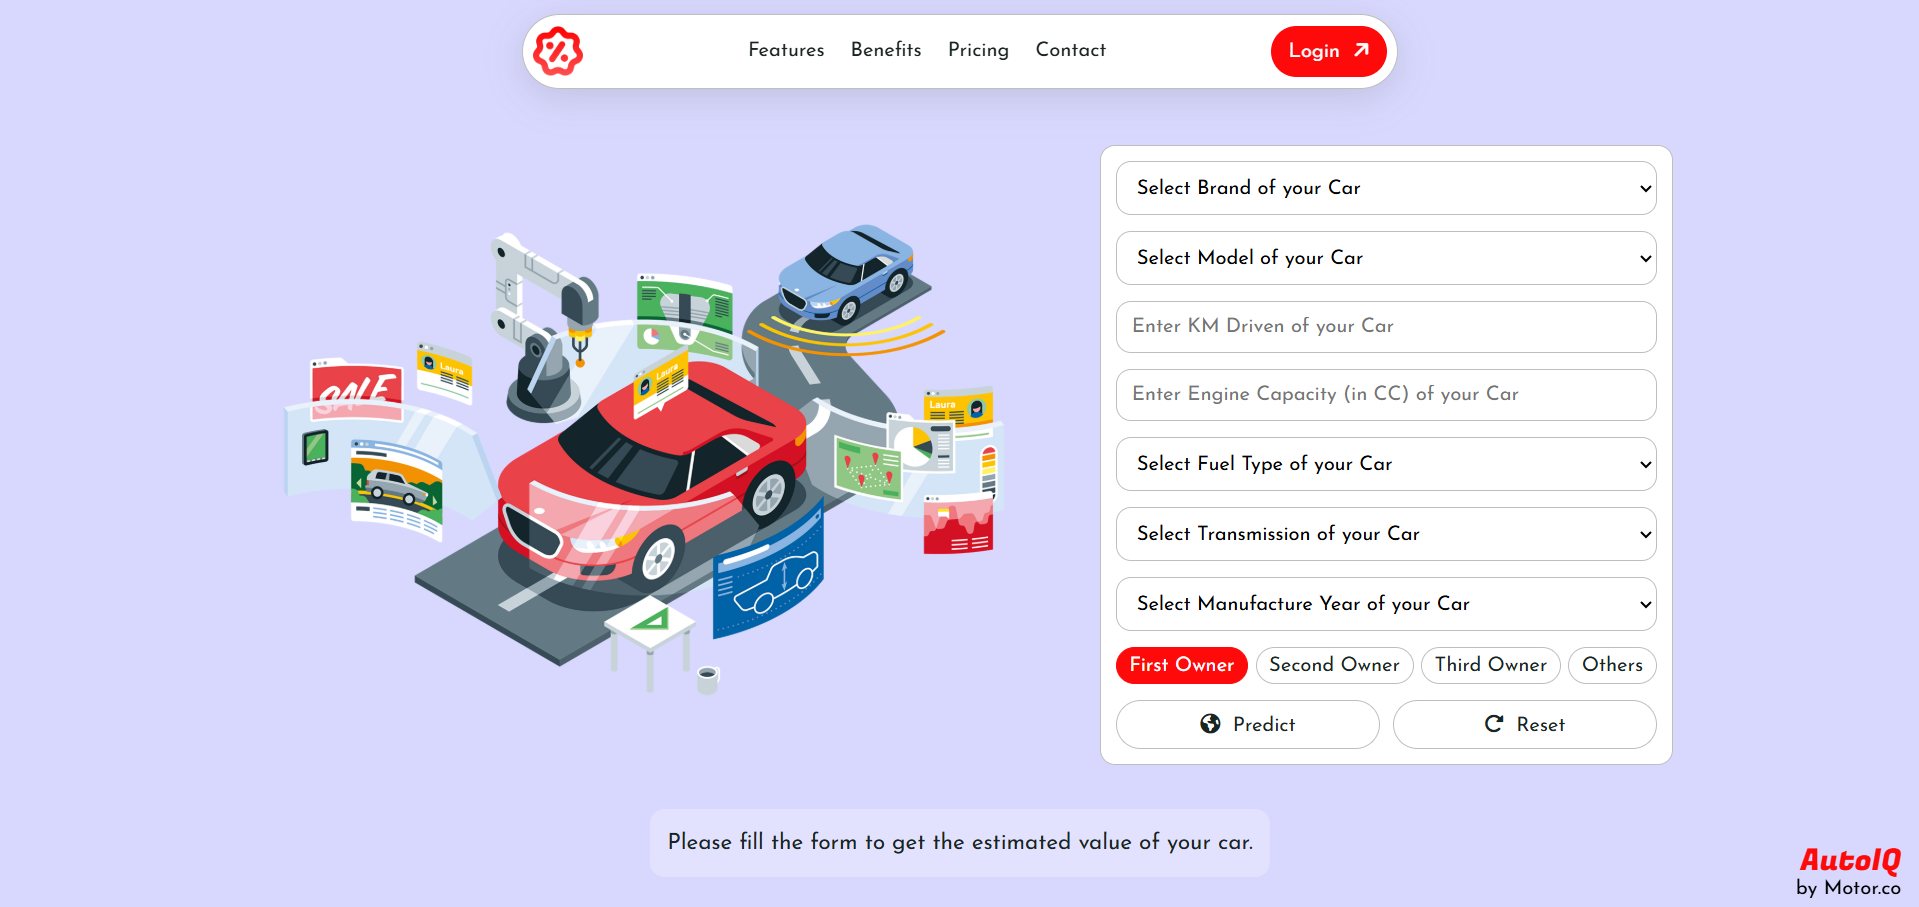 Features Benefits Pricing Contact
Login
Select Brand of your Car
Select Model of your Car
Enter KM Driven of your Car
Enter Engine Capacity (in CC) of your Car
Select Fuel Type of your Car
Select Transmission of your Car
Select Manufacture Year of your Car
First Owner Second Owner Third Owner Others
Predict Reset
SALE
Laura
Laura
Laura
Please fill the form to get the estimated value of your car.
AutoIQ
by Motor.co